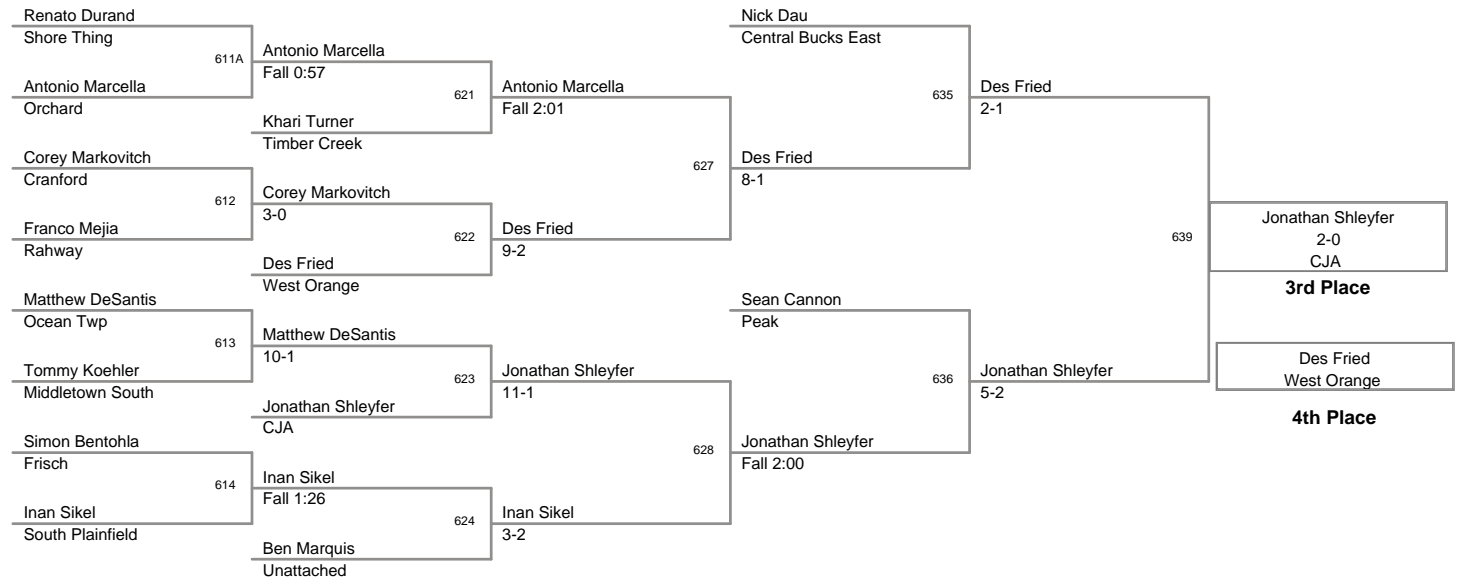 Renato Durand
Shore Thing
611A
Antonio Marcella
Orchard
Corey Markovitch
Cranford
612
Franco Mejia
Rahway
Matthew DeSantis
Ocean Twp
613
Tommy Koehler
Middletown South
Simon Bentohla
Frisch
614
Inan Sikel
South Plainfield
Antonio Marcella
Fall 0:57
621
Khari Turner
Timber Creek
Corey Markovitch
3-0
622
Des Fried
West Orange
Matthew DeSantis
10-1
623
Jonathan Shleyfer
CJA
Inan Sikel
Fall 1:26
624
Ben Marquis
Unattached
Antonio Marcella
Fall 2:01
627
Des Fried
9-2
Jonathan Shleyfer
11-1
628
Inan Sikel
3-2
Nick Dau
Central Bucks East
635
Des Fried
8-1
Sean Cannon
Peak
636
Jonathan Shleyfer
Fall 2:00
Des Fried
2-1
639
Jonathan Shleyfer
5-2
Jonathan Shleyfer
2-0
CJA
3rd Place
Des Fried
West Orange
4th Place